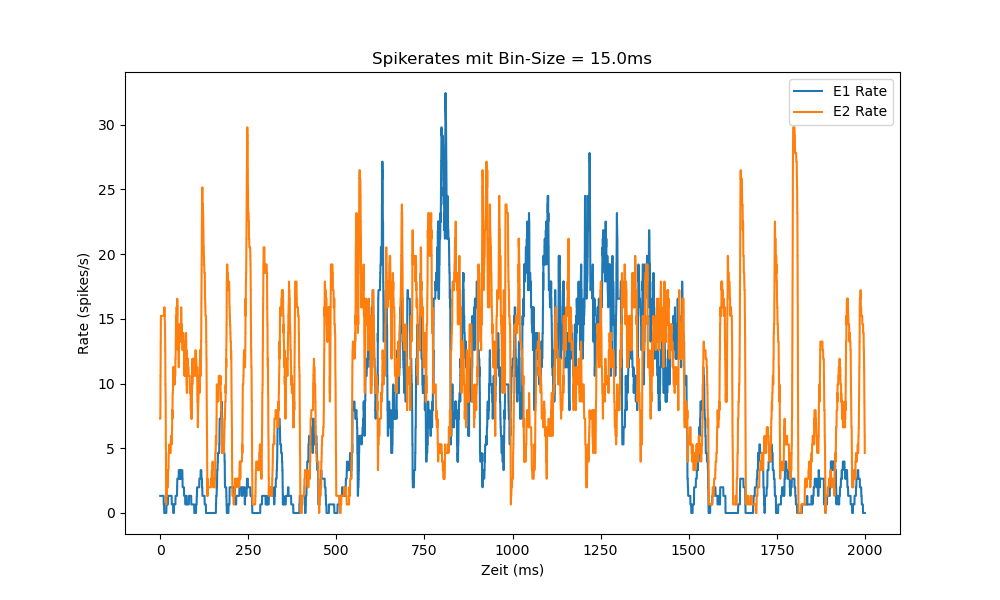 Spikerates mit Bin-Size = 15.0ms
E1 Rate
E2 Rate
Rate (spikes/s)
30
25
20
15
10
5
0
0 250 500 750 1000 1250 1500 1750 2000
Zeit (ms)